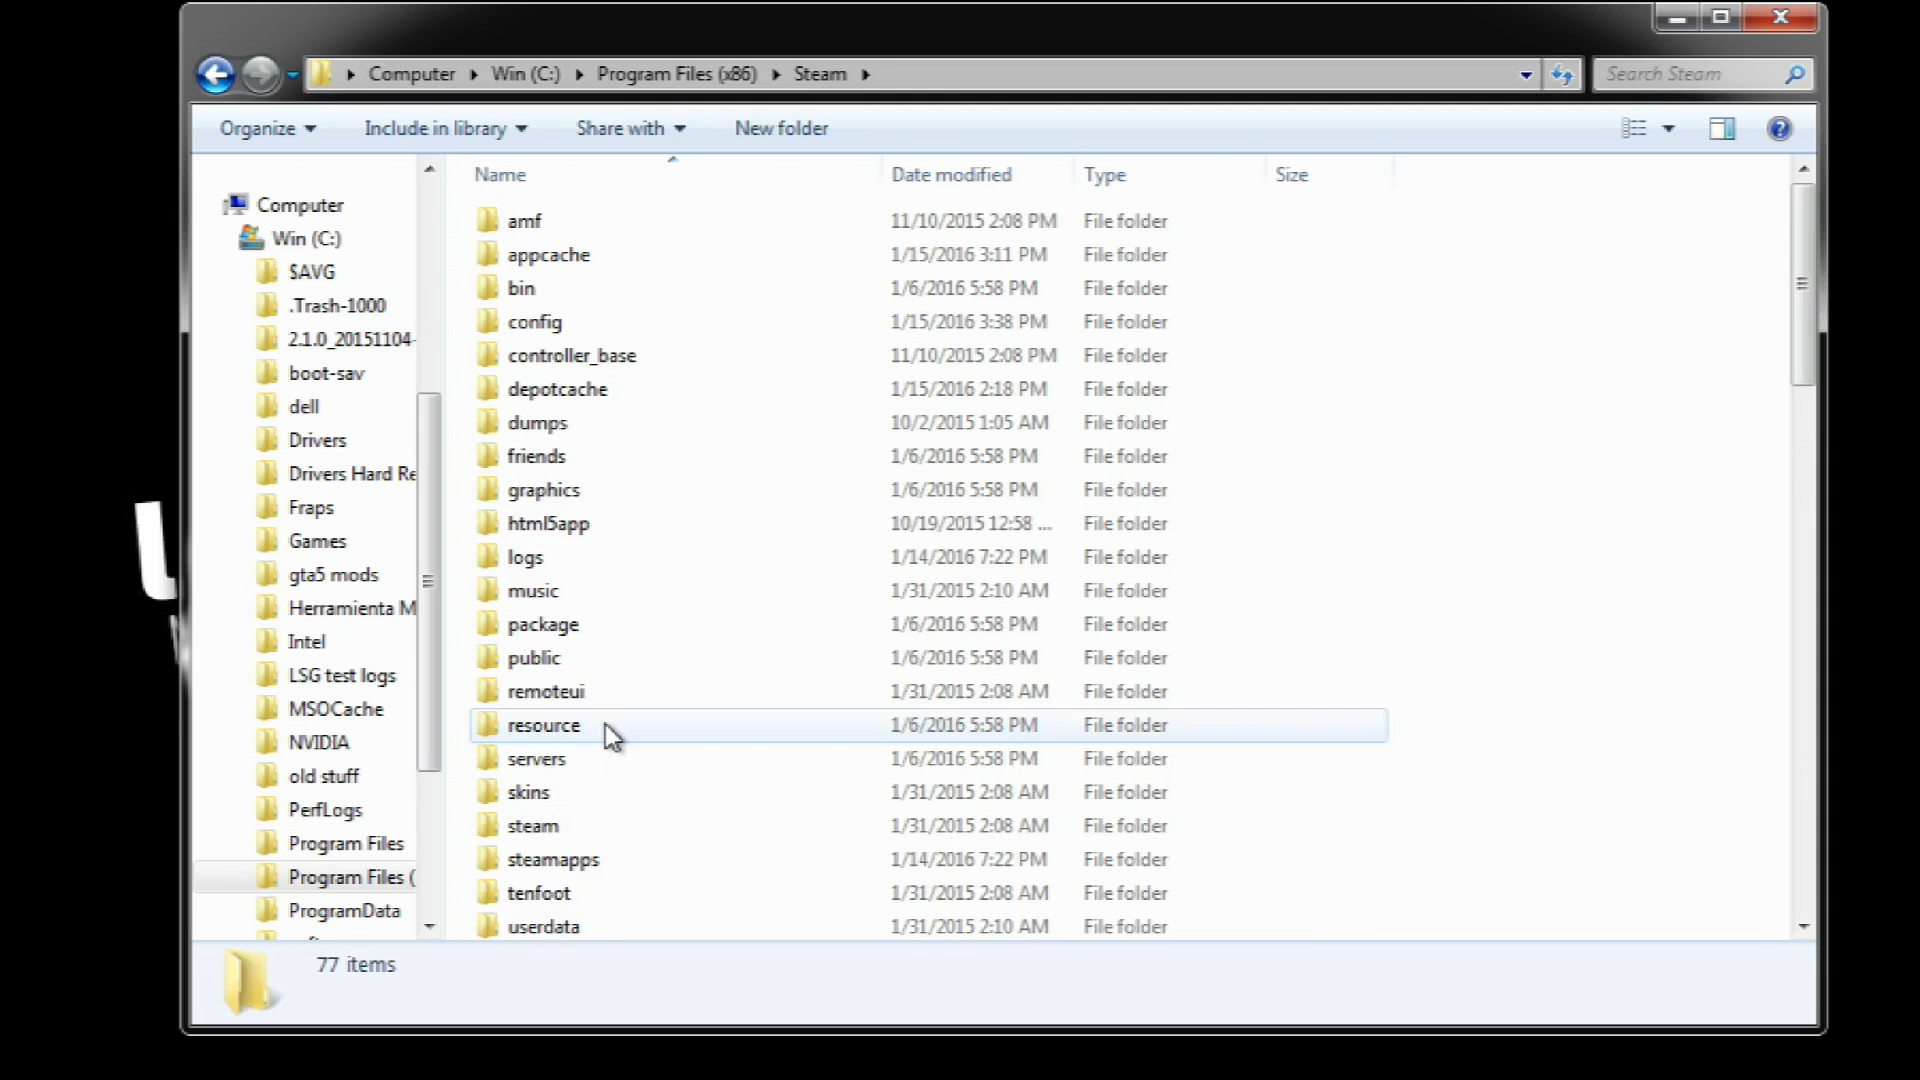 Computer Win (C:) Program Files (x86) Steam Search Steam
Organize Include in library Share with New folder
Name Date modified Type Size
Computer
Win (C:)
$AVG
.Trash-1000
2.1.0_20151104-
boot-sav
dell
Drivers
Drivers Hard Re
Fraps
Games
gta5 mods
Herramienta M
Intel
LSG test logs
MSOCache
NVIDIA
old stuff
PerfLogs
Program Files
Program Files (
ProgramData
amf 11/10/2015 2:08 PM File folder
appcache 1/15/2016 3:11 PM File folder
bin 1/6/2016 5:58 PM File folder
config 1/15/2016 3:38 PM File folder
controller_base 11/10/2015 2:08 PM File folder
depotcache 1/15/2016 2:18 PM File folder
dumps 10/2/2015 1:05 AM File folder
friends 1/6/2016 5:58 PM File folder
graphics 1/6/2016 5:58 PM File folder
html5app 10/19/2015 12:58 ... File folder
logs 1/14/2016 7:22 PM File folder
music 1/31/2015 2:10 AM File folder
package 1/6/2016 5:58 PM File folder
public 1/6/2016 5:58 PM File folder
remoteui 1/31/2015 2:08 AM File folder
resource 1/6/2016 5:58 PM File folder
servers 1/6/2016 5:58 PM File folder
skins 1/31/2015 2:08 AM File folder
steam 1/31/2015 2:08 AM File folder
steamapps 1/14/2016 7:22 PM File folder
tenfoot 1/31/2015 2:08 AM File folder
userdata 1/31/2015 2:10 AM File folder
77 items